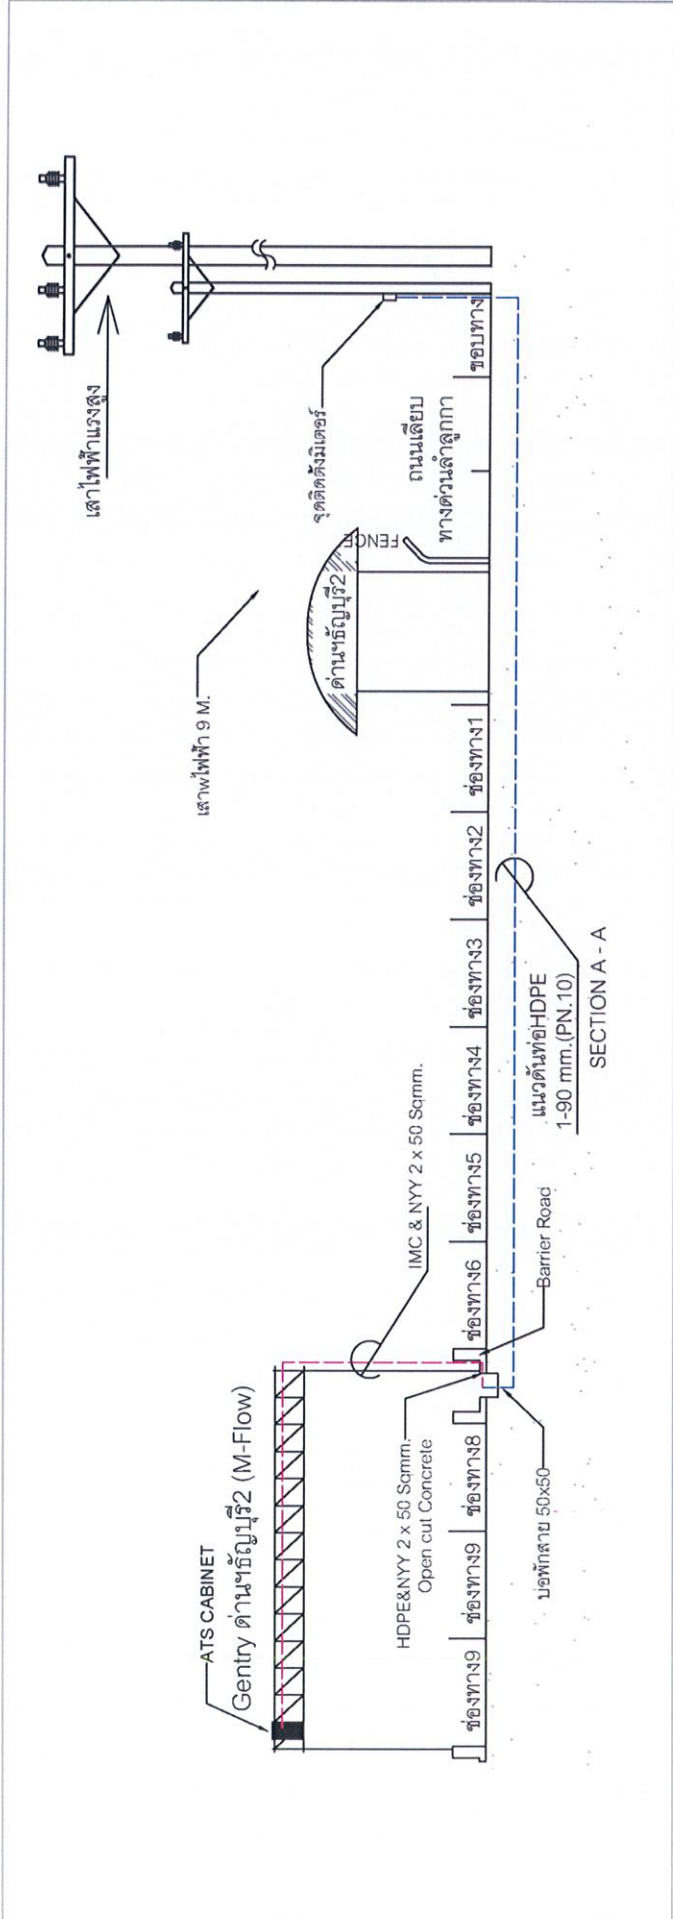 ATS CABINET
Gentry ด่านฯธัญบุรี2 (M-Flow)
IMC & NYY 2 x 50 Sqmm.
HDPE&NYY 2 x 50 Sqmm.
Open cut Concrete
เสาไฟฟ้าแรงสูง
เสาwไฟฟ้า 9 M.
จุดติดตั้งมิเตอร์
ด่านฯธัญบุรี2
FENCE
ถนนเลียบ
ทางด่วนลำลูกกา
ช่องทาง9
ช่องทาง9
ช่องทาง8
ช่องทาง6
ช่องทาง5
ช่องทาง4
ช่องทาง3
ช่องทาง2
ช่องทาง1
ขอบทาง
บ่อพักสาย 50x50
Barrier Road
แนวดันท่อHDPE
1-90 mm.(PN.10)
SECTION A - A